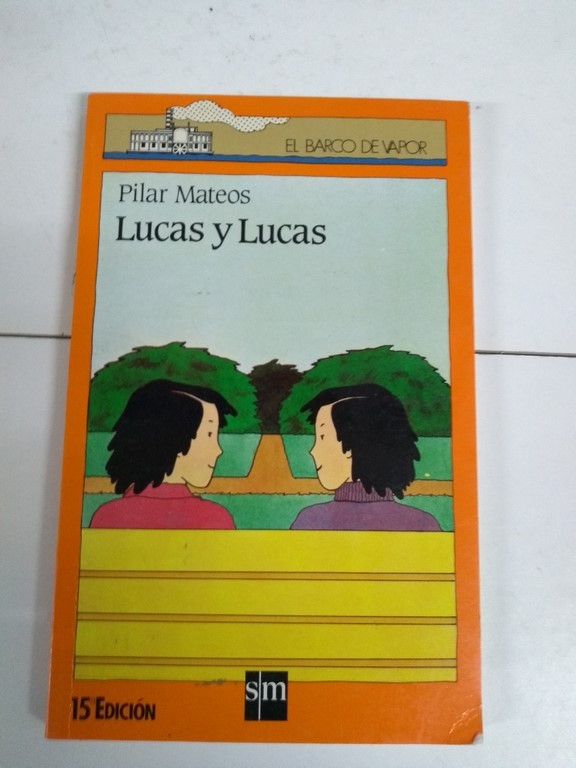 EL BARCO DE VAPOR
Pilar Mateos
Lucas y Lucas
15 EDICIÓN
sm